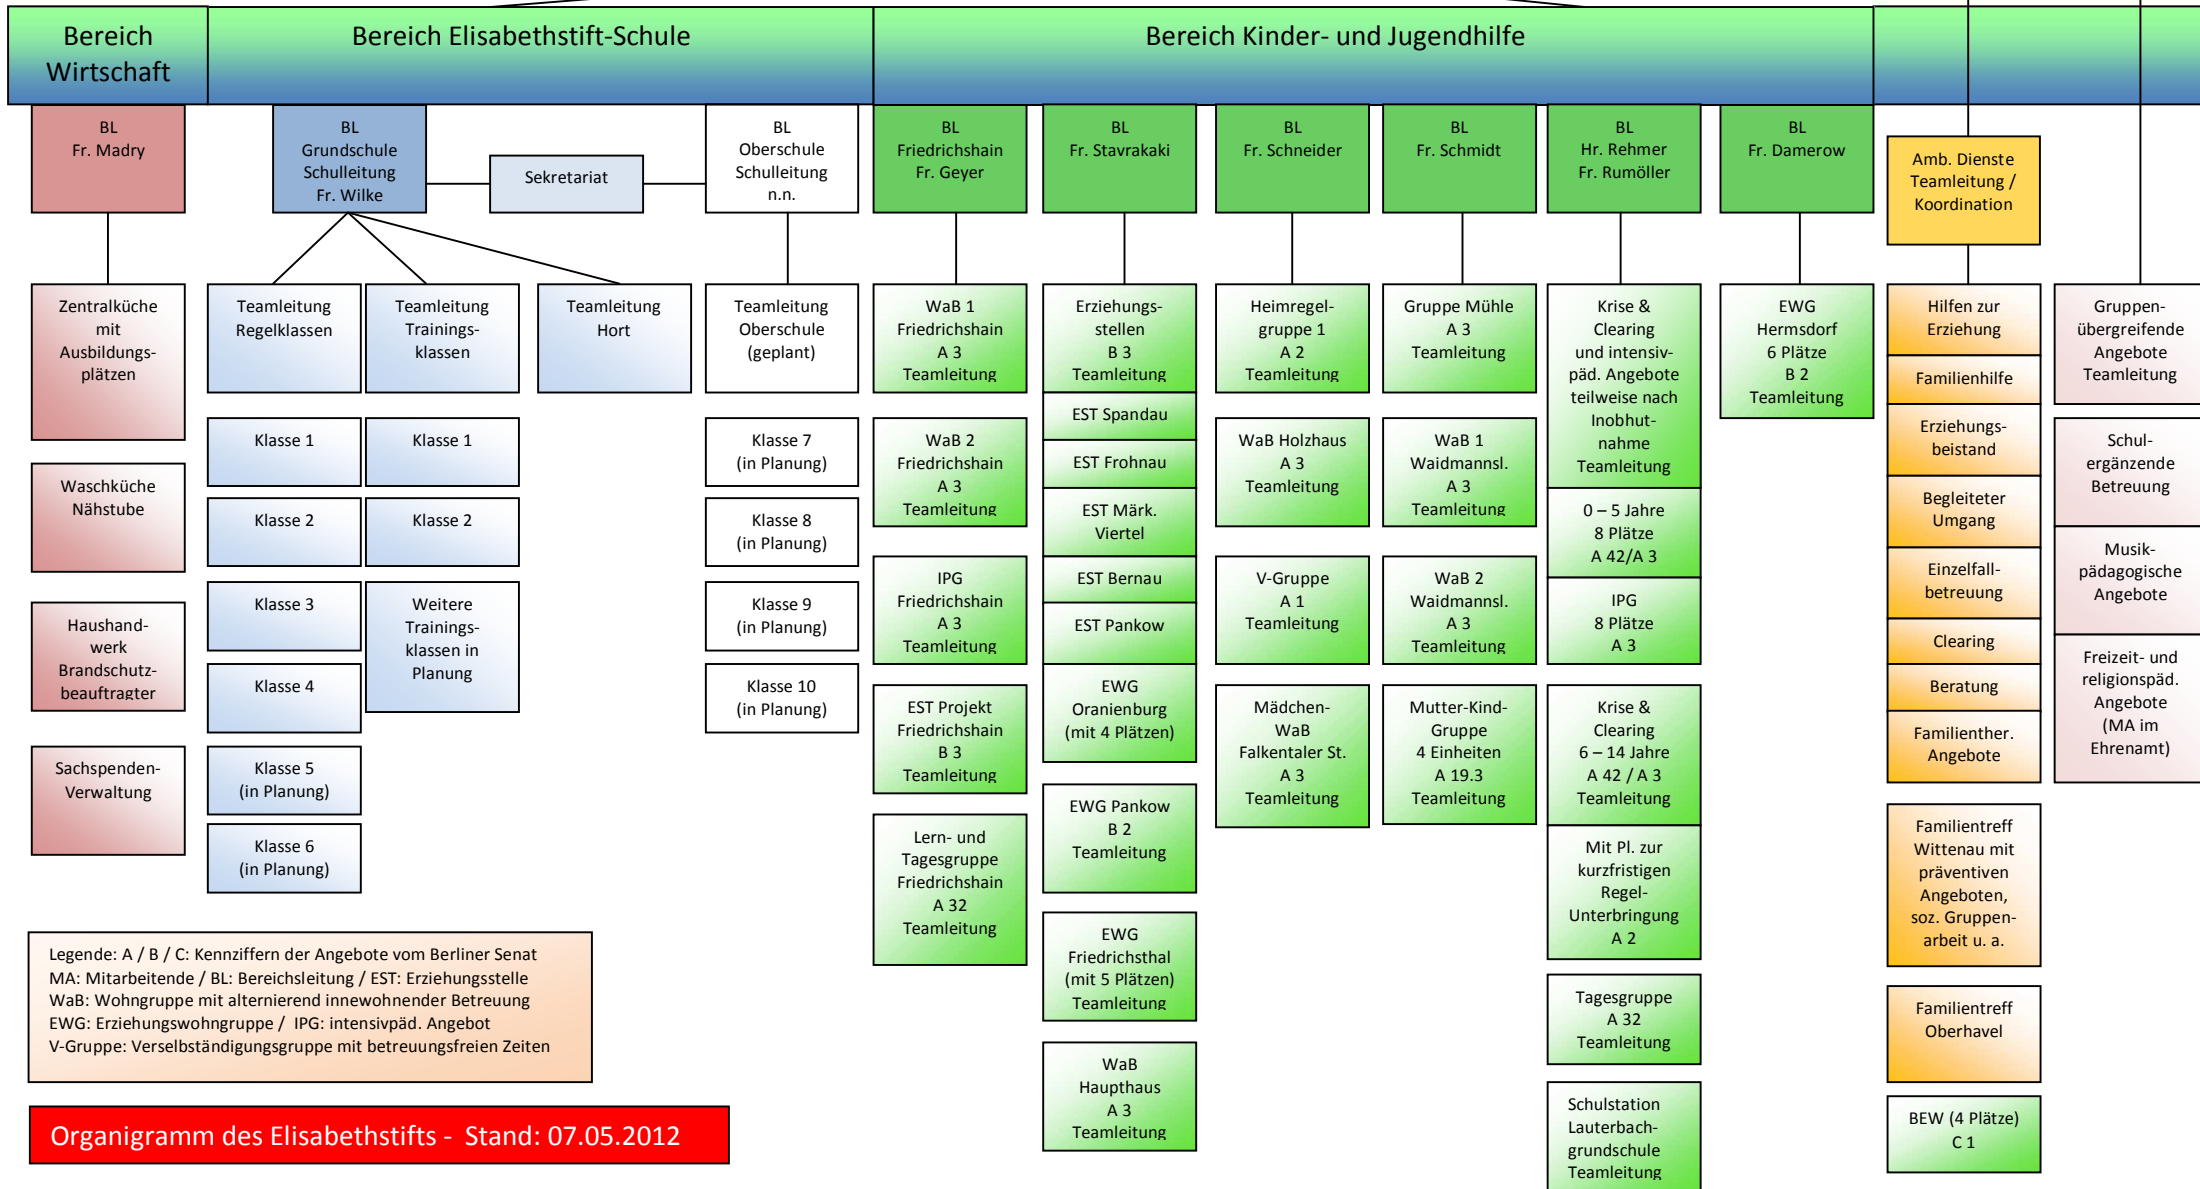 Bereich
Wirtschaft
Bereich Elisabethstift-Schule
Bereich Kinder- und Jugendhilfe
BL
Fr. Madry
BL
Grundschule
Schulleitung
Fr. Wilke
Sekretariat
BL
Oberschule
Schulleitung
n.n.
BL
Friedrichshain
Fr. Geyer
BL
Fr. Stavrakaki
BL
Fr. Schneider
BL
Fr. Schmidt
BL
Hr. Rehmer
Fr. Rumöller
BL
Fr. Damerow
Amb. Dienste
Teamleitung /
Koordination
Zentralküche
mit
Ausbildungs-
plätzen
Waschküche
Nähstube
Haushand-
werk
Brandschutz-
beauftragter
Sachspenden-
Verwaltung
Teamleitung
Regelklassen
Klasse 1
Klasse 2
Klasse 3
Klasse 4
Klasse 5
(in Planung)
Klasse 6
(in Planung)
Teamleitung
Trainings-
klassen
Klasse 1
Klasse 2
Weitere
Trainings-
klassen in
Planung
Teamleitung
Hort
Teamleitung
Oberschule
(geplant)
Klasse 7
(in Planung)
Klasse 8
(in Planung)
Klasse 9
(in Planung)
Klasse 10
(in Planung)
WaB 1
Friedrichshain
A 3
Teamleitung
WaB 2
Friedrichshain
A 3
Teamleitung
IPG
Friedrichshain
A 3
Teamleitung
EST Projekt
Friedrichshain
B 3
Teamleitung
Lern- und
Tagesgruppe
Friedrichshain
A 32
Teamleitung
Erziehungs-
stellen
B 3
Teamleitung
EST Spandau
EST Frohnau
EST Märk.
Viertel
EST Bernau
EST Pankow
EWG
Oranienburg
(mit 4 Plätzen)
EWG Pankow
B 2
Teamleitung
EWG
Friedrichsthal
(mit 5 Plätzen)
Teamleitung
WaB
Haupthaus
A 3
Teamleitung
Heimregel-
gruppe 1
A 2
Teamleitung
WaB Holzhaus
A 3
Teamleitung
V-Gruppe
A 1
Teamleitung
Mädchen-
WaB
Falkentaler St.
A 3
Teamleitung
Gruppe Mühle
A 3
Teamleitung
WaB 1
Waidmannsl.
A 3
Teamleitung
WaB 2
Waidmannsl.
A 3
Teamleitung
Mutter-Kind-
Gruppe
4 Einheiten
A 19.3
Teamleitung
Krise &
Clearing
und intensiv-
päd. Angebote
teilweise nach
Inobhut-
nahme
Teamleitung
0 – 5 Jahre
8 Plätze
A 42/A 3
IPG
8 Plätze
A 3
Krise &
Clearing
6 – 14 Jahre
A 42 / A 3
Teamleitung
Mit Pl. zur
kurzfristigen
Regel-
Unterbringung
A 2
Tagesgruppe
A 32
Teamleitung
Schulstation
Lauterbach-
grundschule
Teamleitung
EWG
Hermsdorf
6 Plätze
B 2
Teamleitung
Hilfen zur
Erziehung
Familienhilfe
Erziehungs-
beistand
Begleiteter
Umgang
Einzelfall-
betreuung
Clearing
Beratung
Familienther.
Angebote
Familientreff
Wittenau mit
präventiven
Angeboten,
soz. Gruppen-
arbeit u. a.
Familientreff
Oberhavel
BEW (4 Plätze)
C 1
Gruppen-
übergreifende
Angebote
Teamleitung
Schul-
ergänzende
Betreuung
Musik-
pädagogische
Angebote
Freizeit- und
religionspäd.
Angebote
(MA im
Ehrenamt)
Legende: A / B / C: Kennziffern der Angebote vom Berliner Senat
MA: Mitarbeitende / BL: Bereichsleitung / EST: Erziehungsstelle
WaB: Wohngruppe mit alternierend innewohnender Betreuung
EWG: Erziehungswohngruppe / IPG: intensivpäd. Angebot
V-Gruppe: Verselbständigungsgruppe mit betreuungsfreien Zeiten
Organigramm des Elisabethstifts - Stand: 07.05.2012